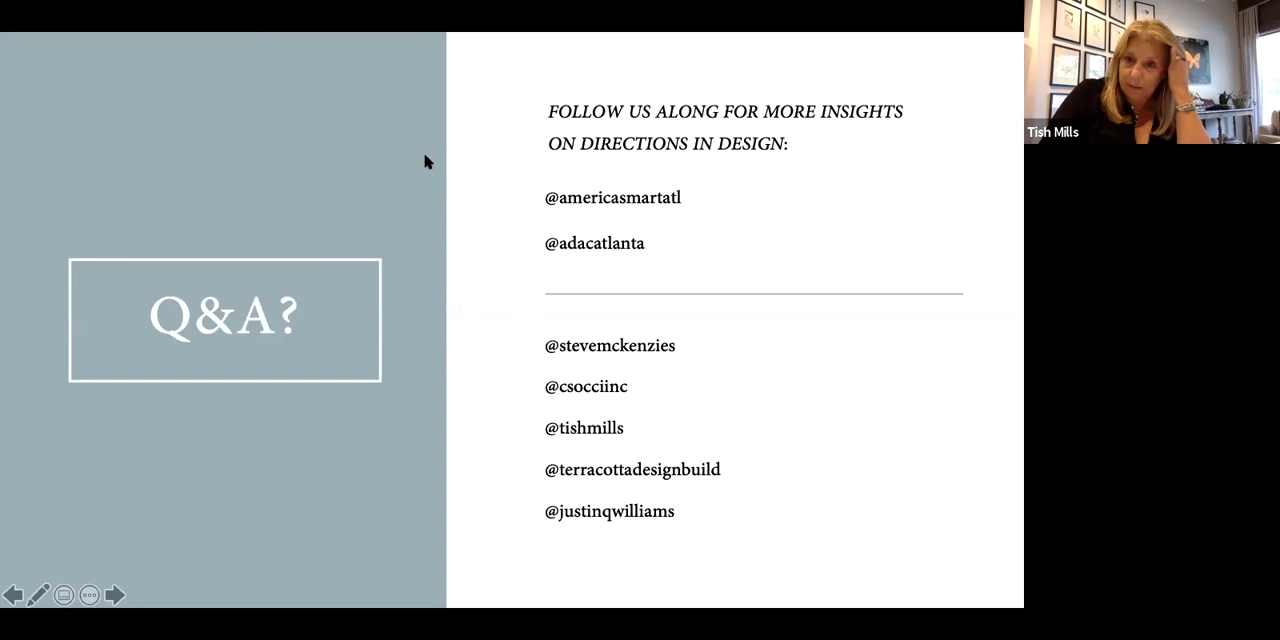 Q&A?
FOLLOW US ALONG FOR MORE INSIGHTS
ON DIRECTIONS IN DESIGN:
@americasmartatl
@adacatlanta
@stevemckenzies
@csocciinc
@tishmills
@terracottadesignbuild
@justinqwilliams
Tish Mills